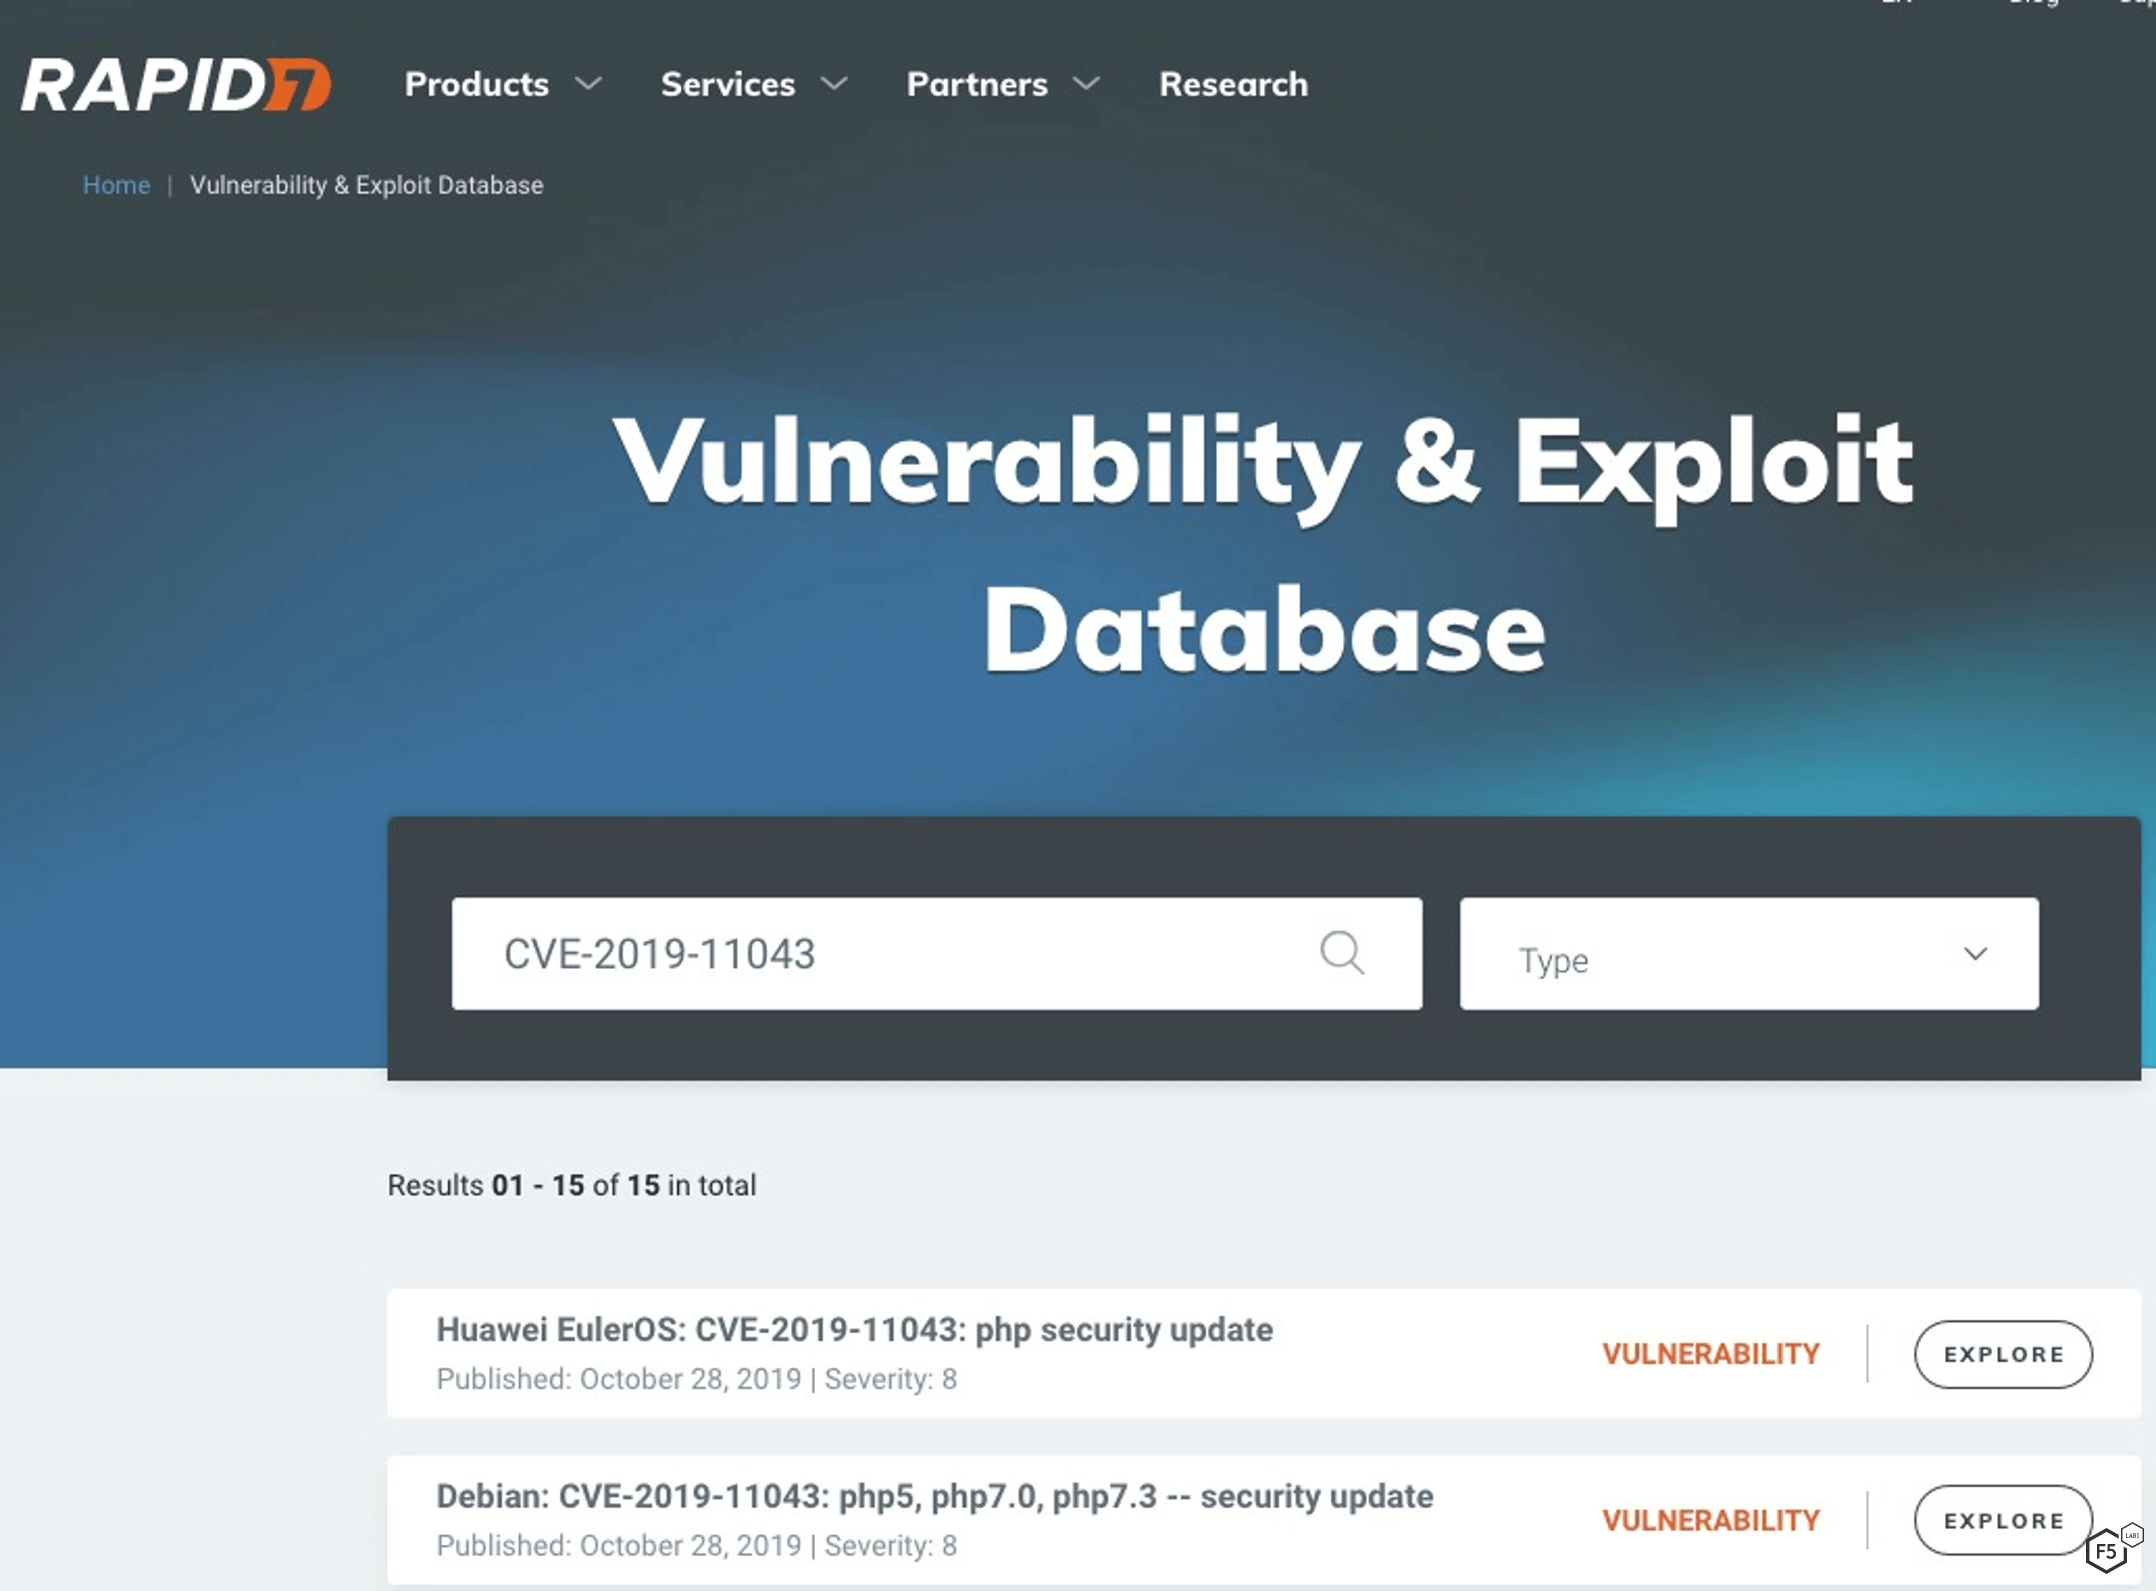 RAPID7
Products Services Partners Research
Home | Vulnerability & Exploit Database
Vulnerability & Exploit
Database
CVE-2019-11043
Type
Results 01 - 15 of 15 in total
Huawei EulerOS: CVE-2019-11043: php security update
Published: October 28, 2019 | Severity: 8
VULNERABILITY
EXPLORE
Debian: CVE-2019-11043: php5, php7.0, php7.3 -- security update
Published: October 28, 2019 | Severity: 8
VULNERABILITY
EXPLORE
F5
LABS